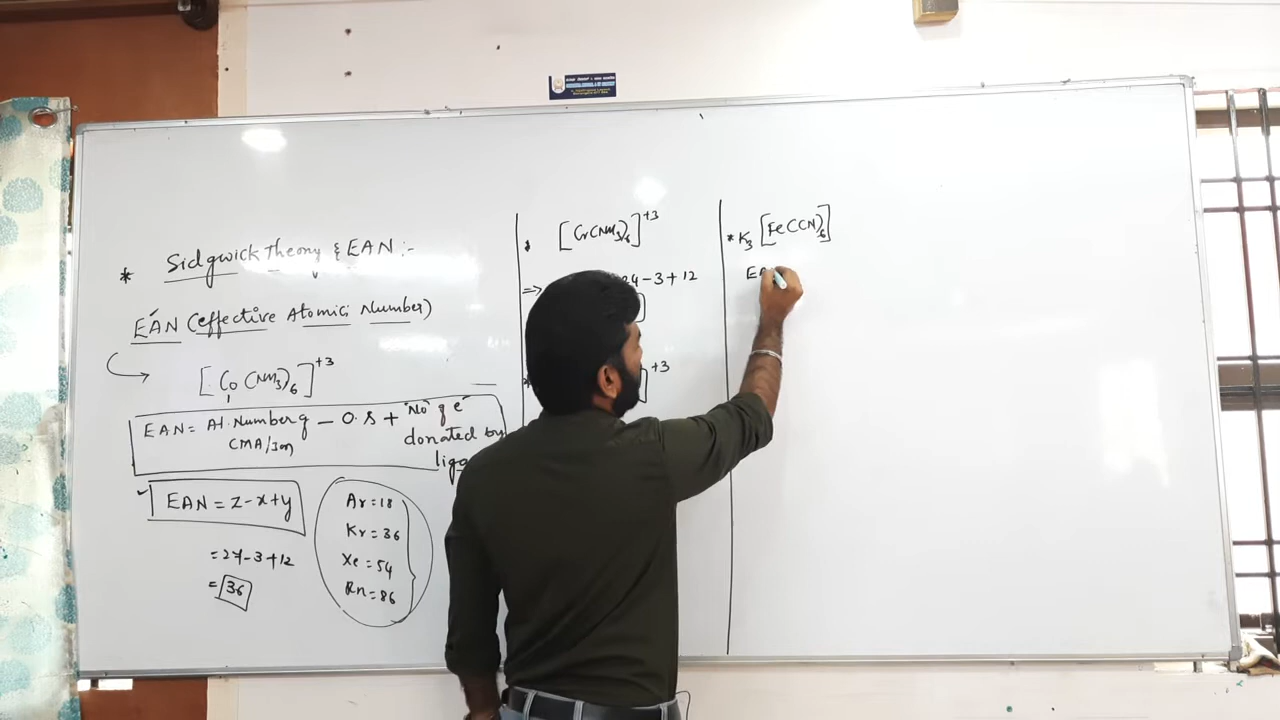 * Sidgwick Theory & EAN :-
EAN (effective Atomic Number)
[Co(NH3)6]+3
EAN = At. Number of CMA/Ion – O.S + No of e- donated by
EAN = Z-x+y
= 27-3+12
= 36
Ar = 18
Kr = 36
Xe = 54
Rn = 86
* [Cr(NH3)6]+3
=> 24-3+12
* ]+3
* K3[Fe(CN)6]